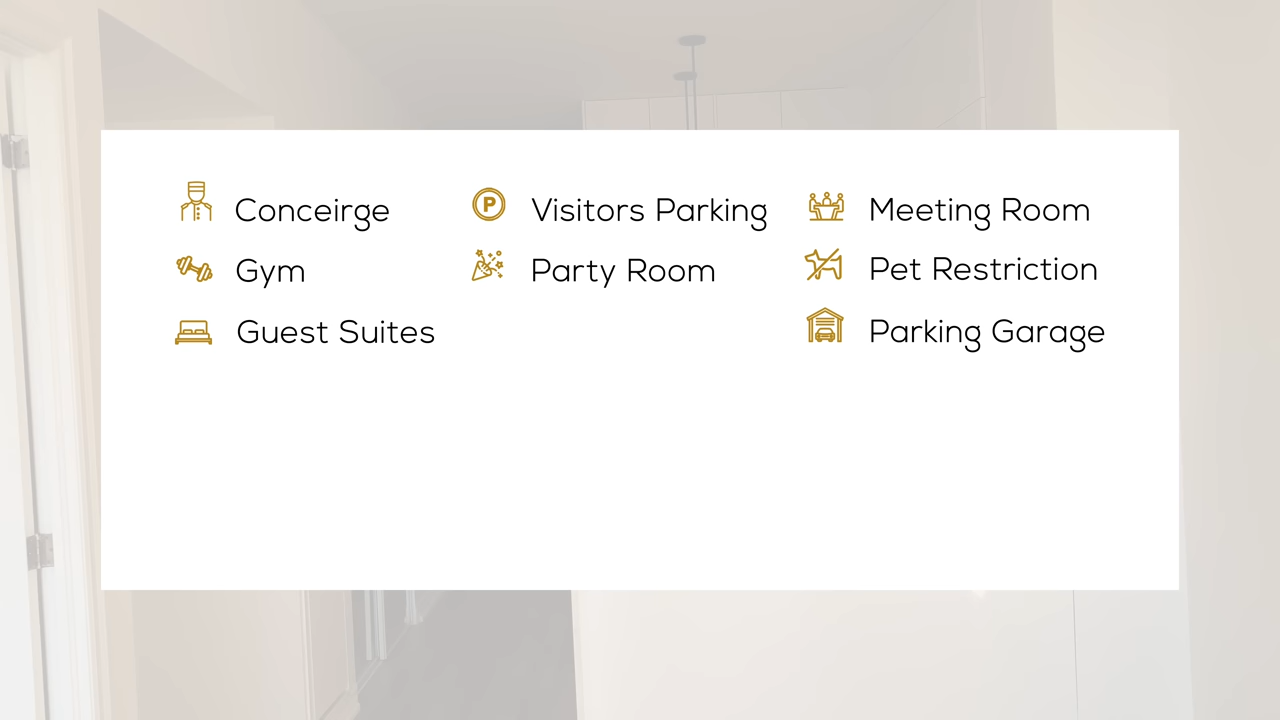 Conceirge
Visitors Parking
Meeting Room
Gym
Party Room
Pet Restriction
Guest Suites
Parking Garage